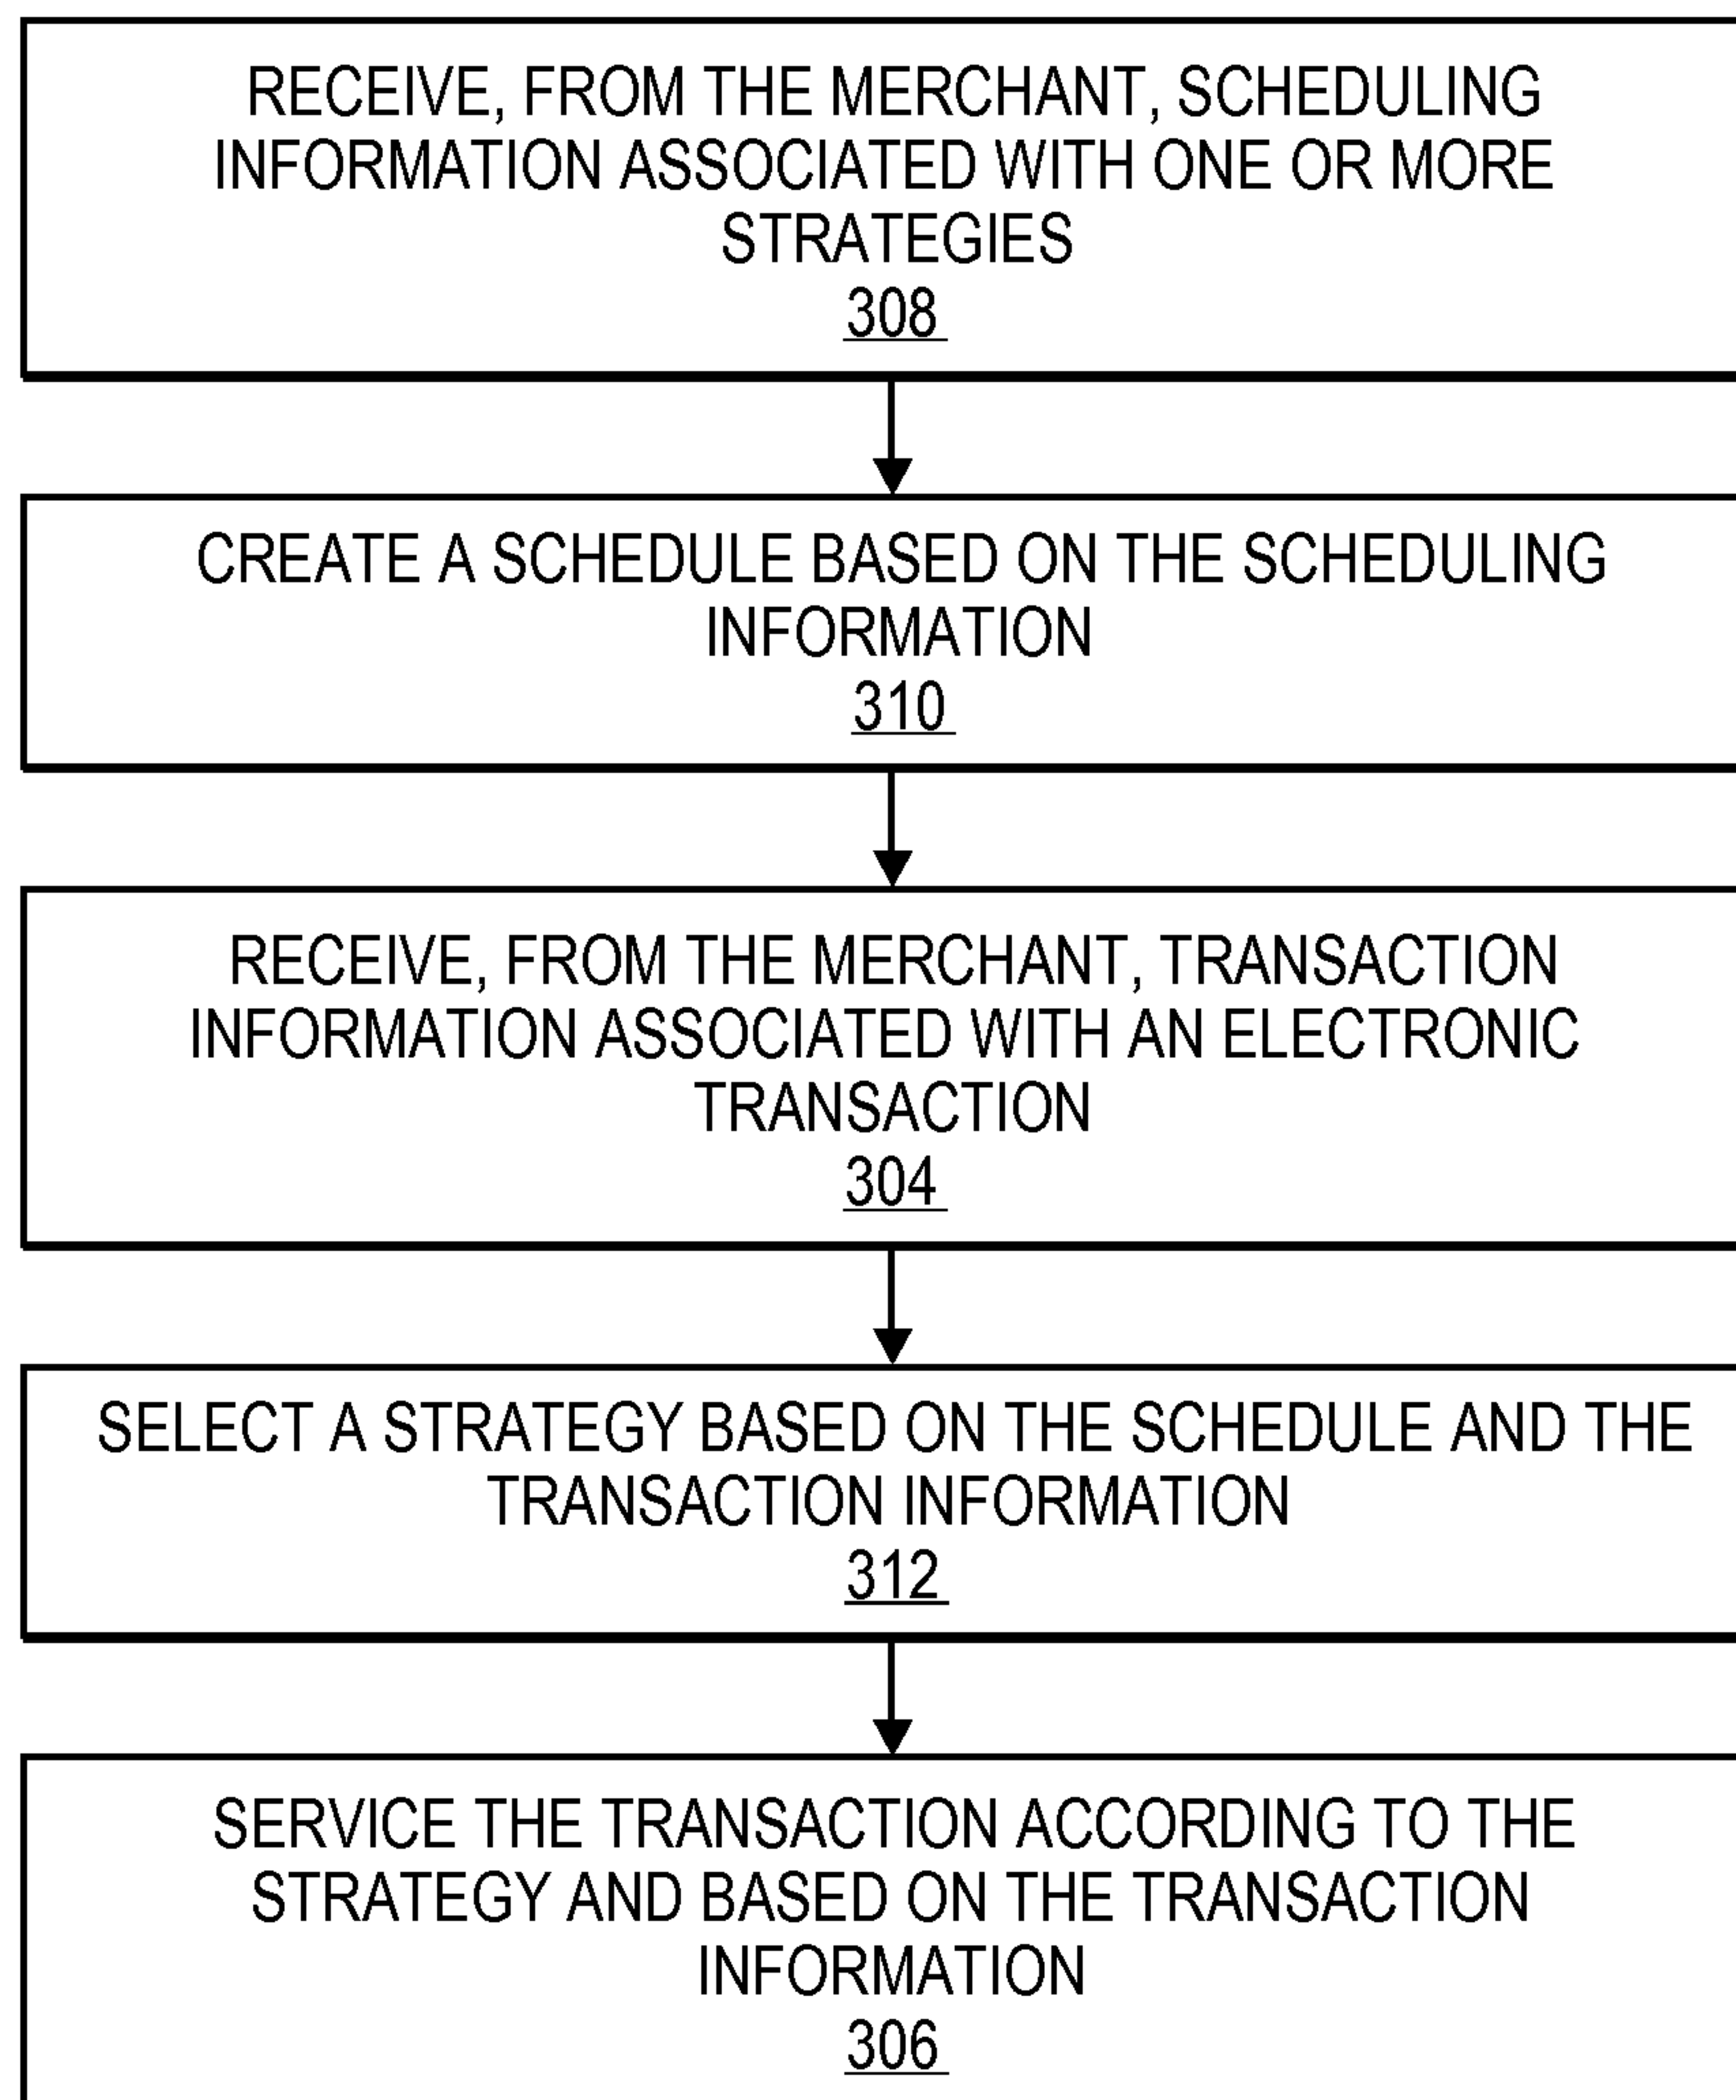 RECEIVE, FROM THE MERCHANT, SCHEDULING
INFORMATION ASSOCIATED WITH ONE OR MORE
STRATEGIES
308
CREATE A SCHEDULE BASED ON THE SCHEDULING
INFORMATION
310
RECEIVE, FROM THE MERCHANT, TRANSACTION
INFORMATION ASSOCIATED WITH AN ELECTRONIC
TRANSACTION
304
SELECT A STRATEGY BASED ON THE SCHEDULE AND THE
TRANSACTION INFORMATION
312
SERVICE THE TRANSACTION ACCORDING TO THE
STRATEGY AND BASED ON THE TRANSACTION
INFORMATION
306